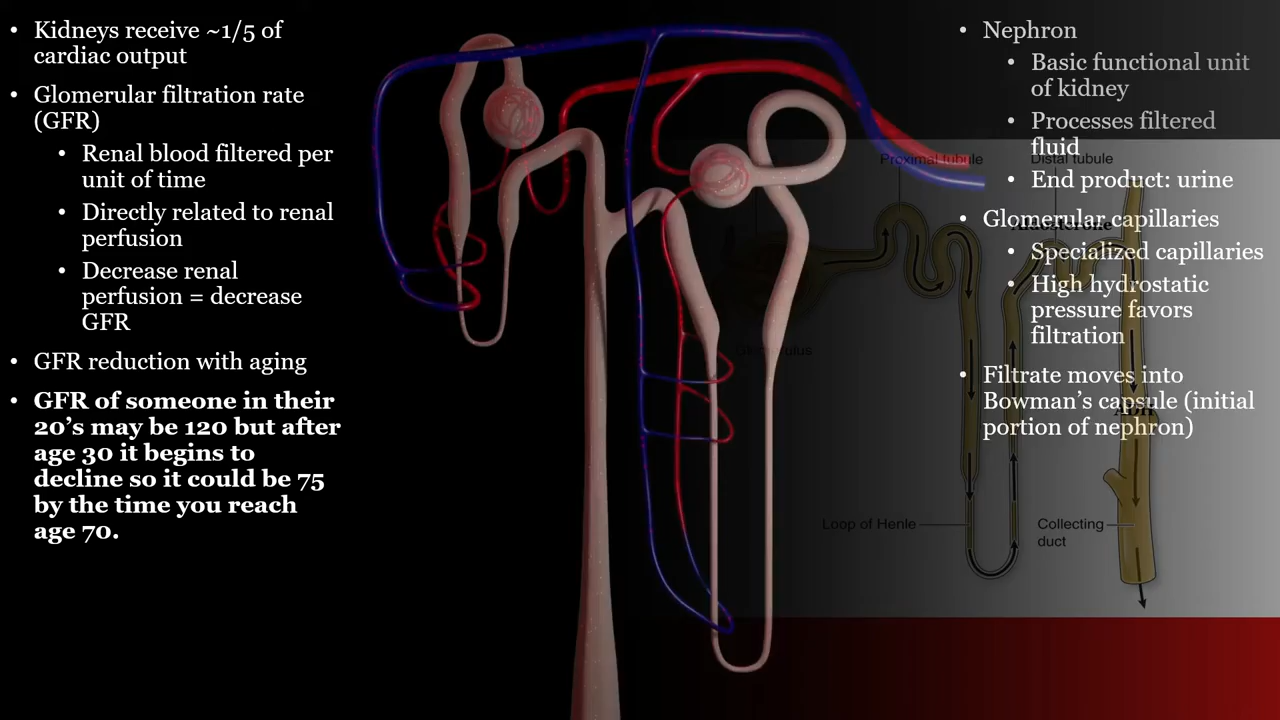 • Kidneys receive ~1/5 of
cardiac output
• Glomerular filtration rate
(GFR)
• Renal blood filtered per
unit of time
• Directly related to renal
perfusion
• Decrease renal
perfusion = decrease
GFR
• GFR reduction with aging
• GFR of someone in their
20’s may be 120 but after
age 30 it begins to
decline so it could be 75
by the time you reach
age 70.
• Nephron
• Basic functional unit
of kidney
• Processes filtered
fluid
• End product: urine
• Glomerular capillaries
• Specialized capillaries
• High hydrostatic
pressure favors
filtration
• Filtrate moves into
Bowman’s capsule (initial
portion of nephron)
Proximal tubule
Distal tubule
Aldosterone
Glomerulus
ADH
Loop of Henle
Collecting
duct